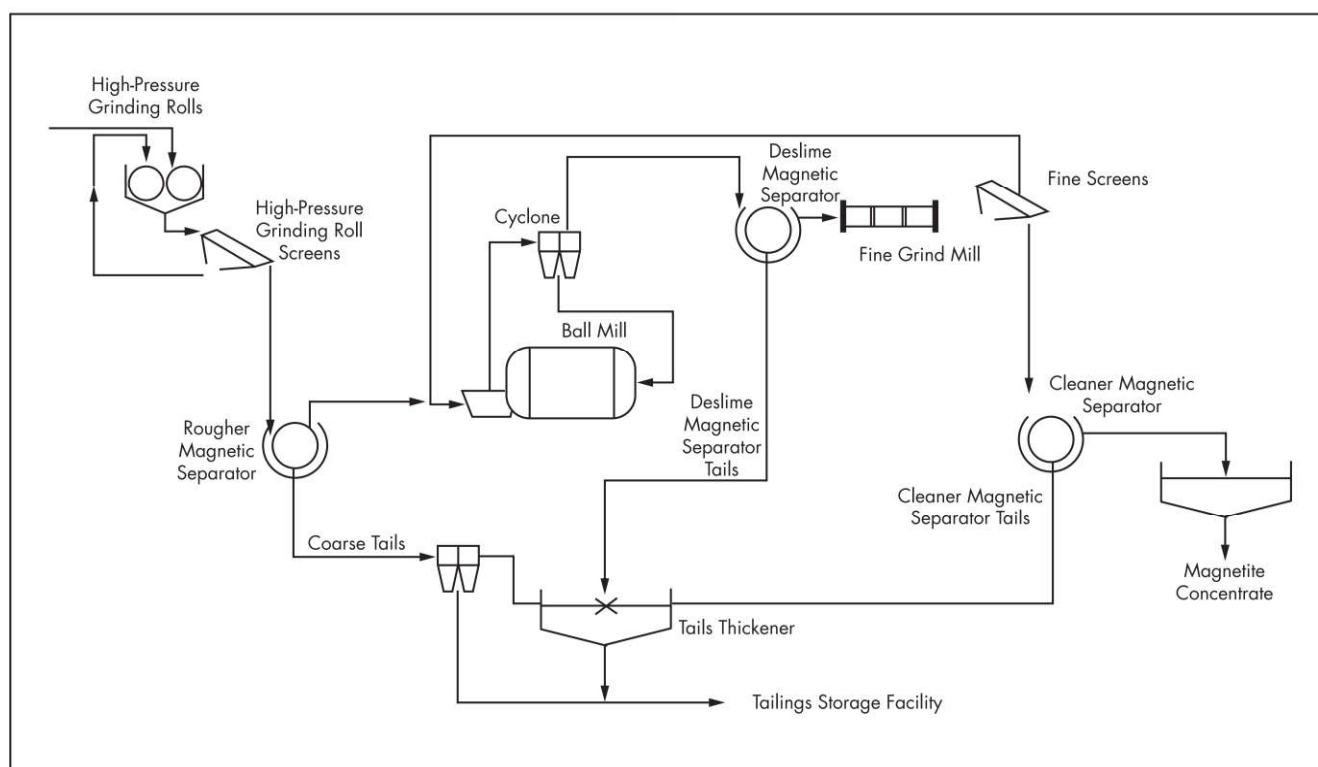 High-Pressure
Grinding Rolls
High-Pressure
Grinding Roll
Screens
Cyclone
Deslime
Magnetic
Separator
Fine Screens
Fine Grind Mill
Ball Mill
Rougher
Magnetic
Separator
Deslime
Magnetic
Separator
Tails
Cleaner Magnetic
Separator
Cleaner Magnetic
Separator Tails
Coarse Tails
Magnetite
Concentrate
Tails Thickener
Tailings Storage Facility